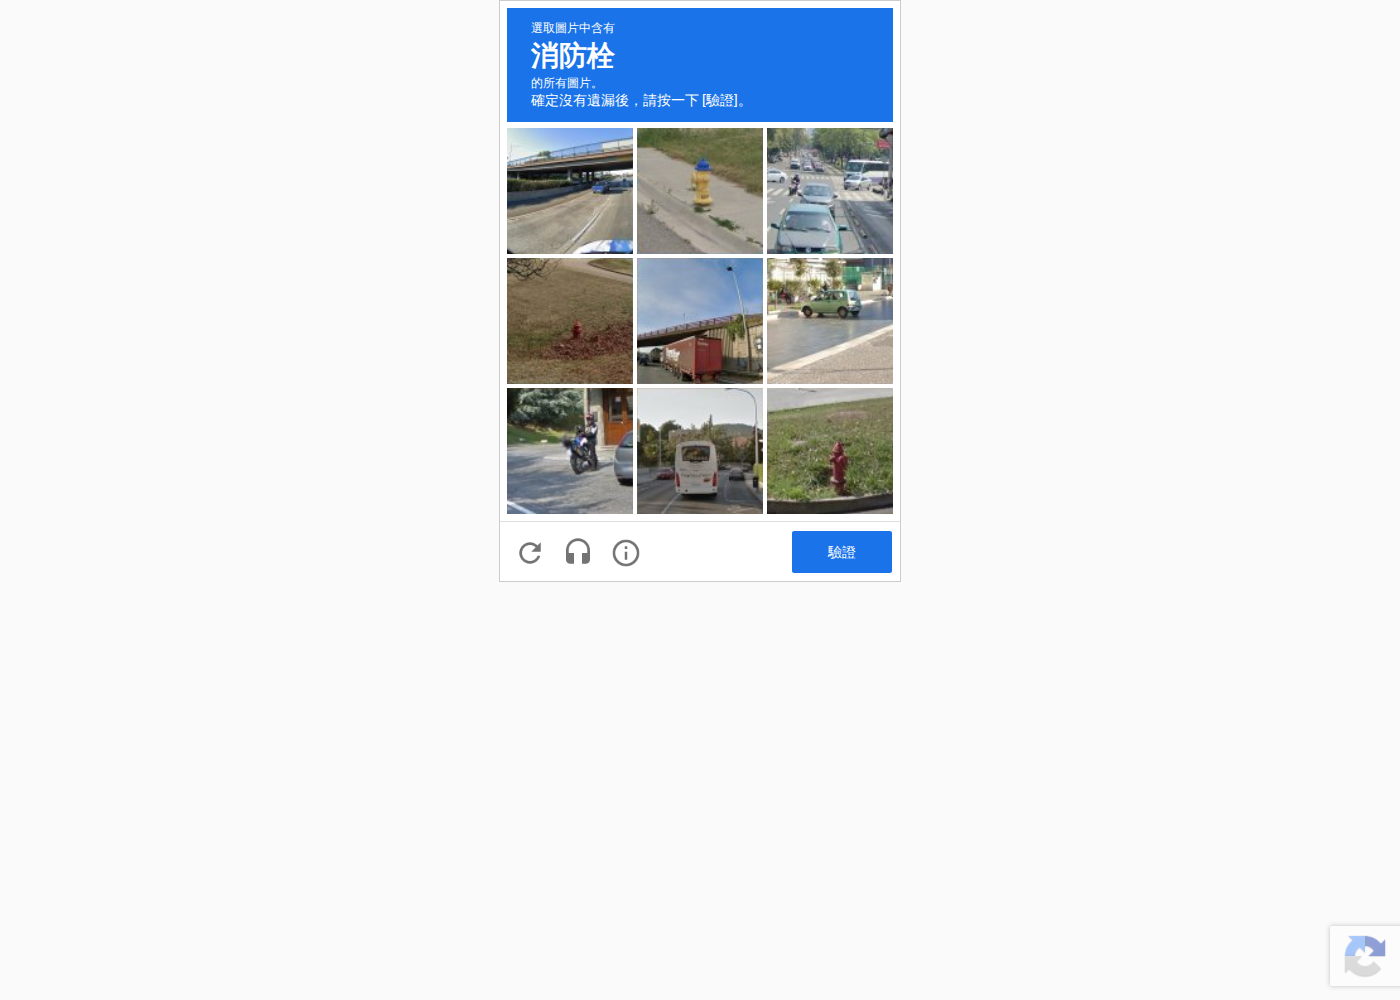 選取圖片中含有
消防栓
的所有圖片。
確定沒有遺漏後，請按一下 [驗證]。
驗證